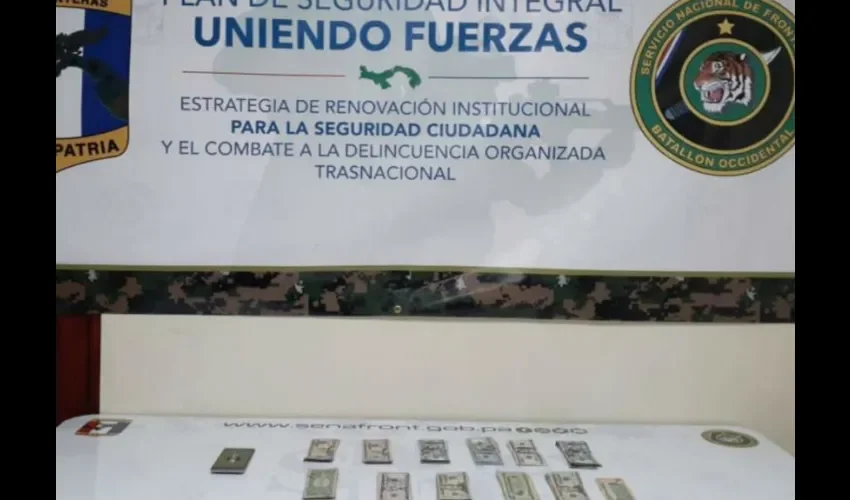 PLAN DE SEGURIDAD INTEGRAL
UNIENDO FUERZAS
ESTRATEGIA DE RENOVACIÓN INSTITUCIONAL
PARA LA SEGURIDAD CIUDADANA
Y EL COMBATE A LA DELINCUENCIA ORGANIZADA
TRASNACIONAL
PATRIA
SERVICIO NACIONAL DE FRONTERAS
BATALLÓN OCCIDENTAL
www.senafront.gob.pa